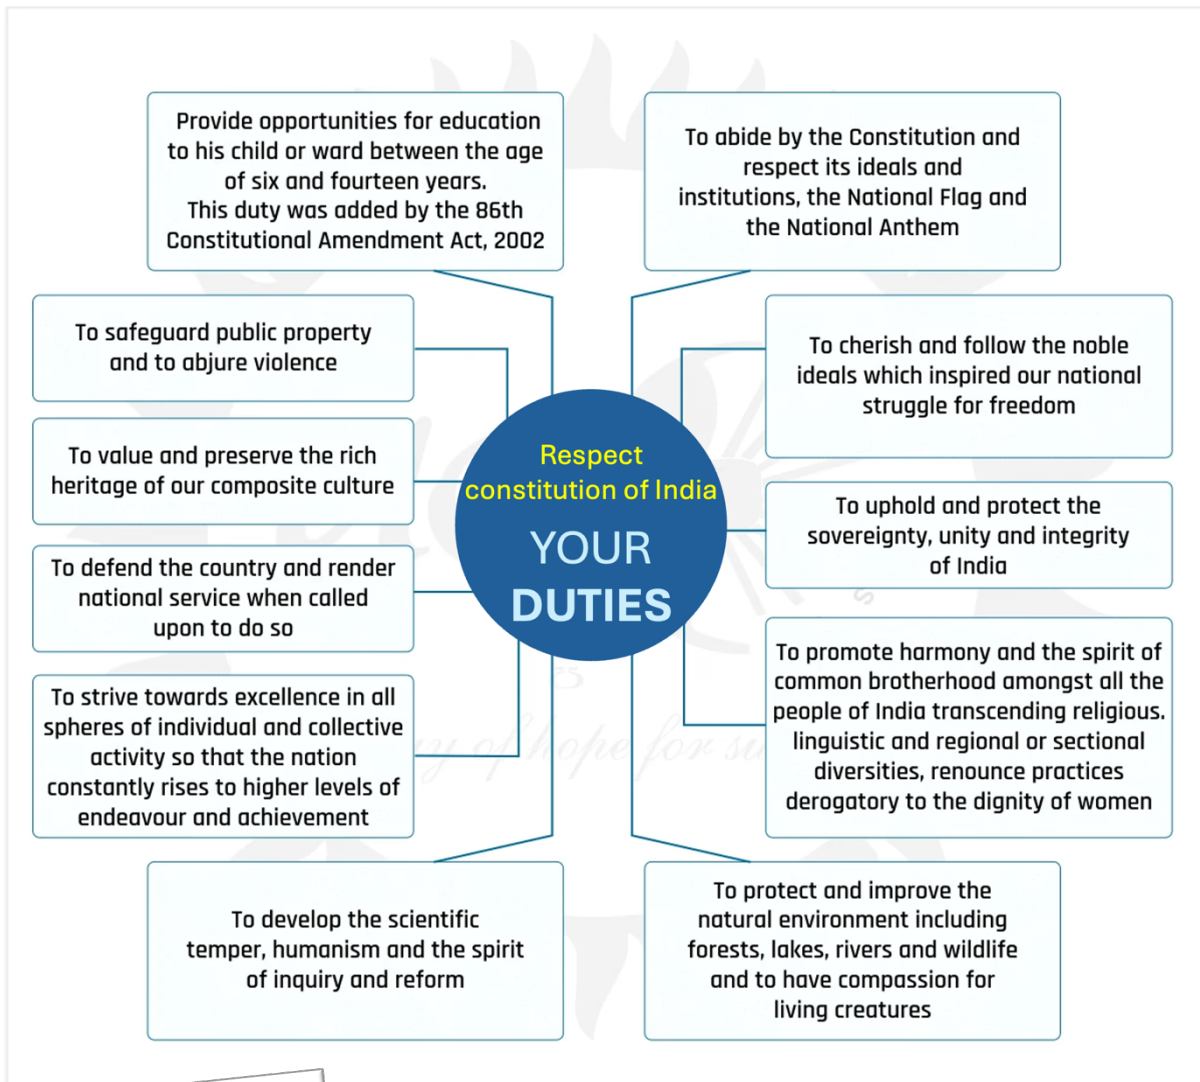 Provide opportunities for education
to his child or ward between the age
of six and fourteen years.
This duty was added by the 86th
Constitutional Amendment Act, 2002
To abide by the Constitution and
respect its ideals and
institutions, the National Flag and
the National Anthem
To safeguard public property
and to abjure violence
To cherish and follow the noble
ideals which inspired our national
struggle for freedom
To value and preserve the rich
heritage of our composite culture
Respect
constitution of India
YOUR
DUTIES
To uphold and protect the
sovereignty, unity and integrity
of India
To defend the country and render
national service when called
upon to do so
To promote harmony and the spirit of
common brotherhood amongst all the
people of India transcending religious.
linguistic and regional or sectional
diversities, renounce practices
derogatory to the dignity of women
To strive towards excellence in all
spheres of individual and collective
activity so that the nation
constantly rises to higher levels of
endeavour and achievement
of hope for
To develop the scientific
temper, humanism and the spirit
of inquiry and reform
To protect and improve the
natural environment including
forests, lakes, rivers and wildlife
and to have compassion for
living creatures